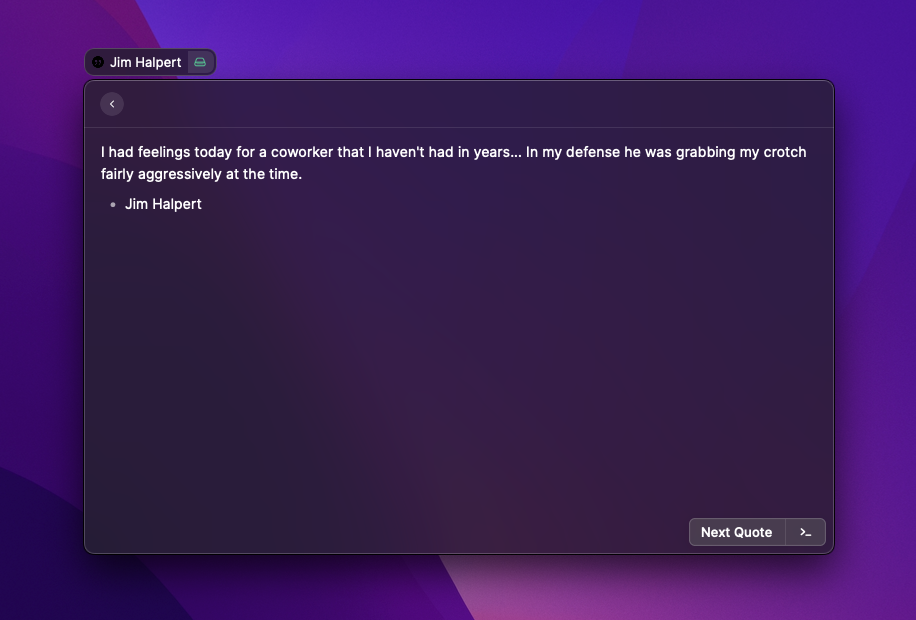 Jim Halpert
I had feelings today for a coworker that I haven't had in years... In my defense he was grabbing my crotch
fairly aggressively at the time.
• Jim Halpert
Next Quote >_